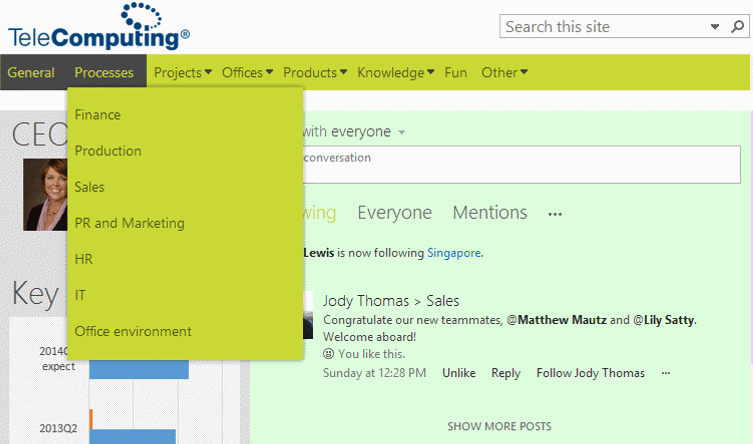 TeleComputing®
Search this site
General Processes Projects Offices Products Knowledge Fun Other
Finance
Production
Sales
PR and Marketing
HR
IT
Office environment
CEO
with everyone
conversation
wing Everyone Mentions ···
Lewis is now following Singapore.
Jody Thomas > Sales
Congratulate our new teammates, @Matthew Mautz and @Lily Satty.
Welcome aboard!
You like this.
Sunday at 12:28 PM Unlike Reply Follow Jody Thomas ···
SHOW MORE POSTS
Key
2014Q
expect
2013Q2